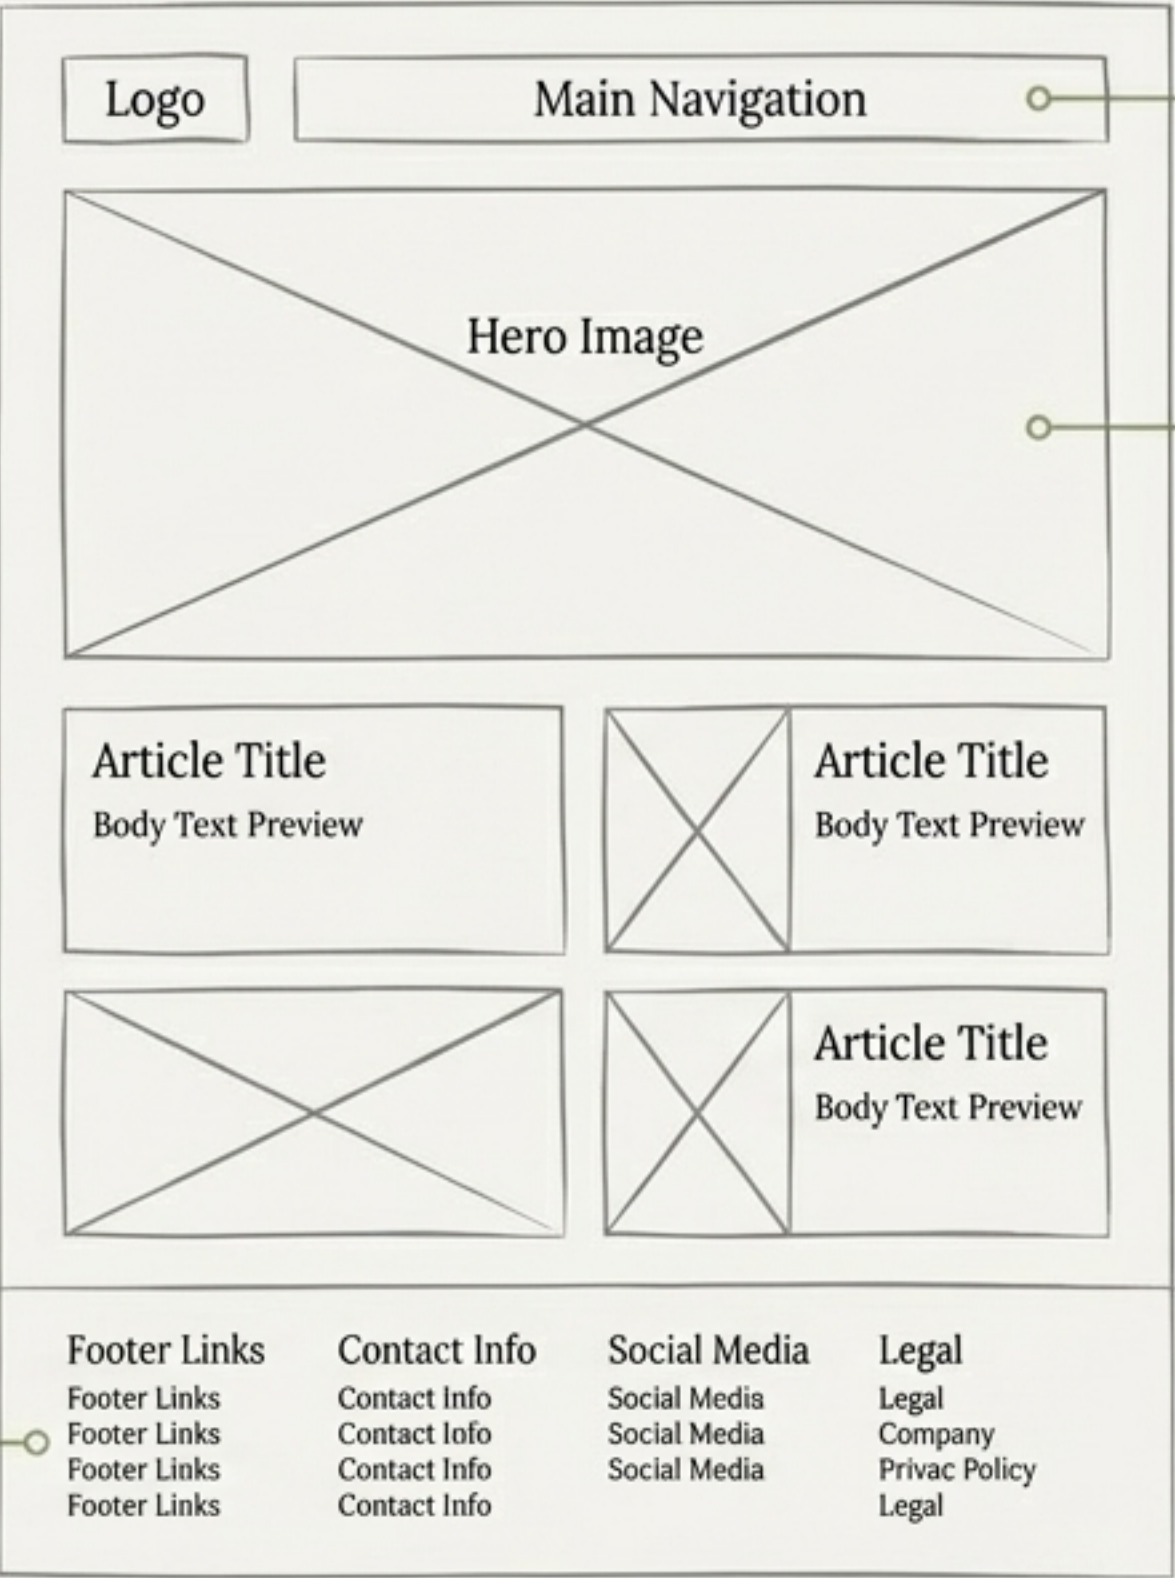 Logo
Main Navigation
Hero Image
Article Title
Body Text Preview
Article Title
Body Text Preview
Article Title
Body Text Preview
Footer Links
Footer Links
Footer Links
Footer Links
Footer Links
Contact Info
Contact Info
Contact Iofo
Contact Info
Contact Info
Social Media
Social Media
Social Media
Social Media
Legal
Legal
Company
Privac Policy
Legal